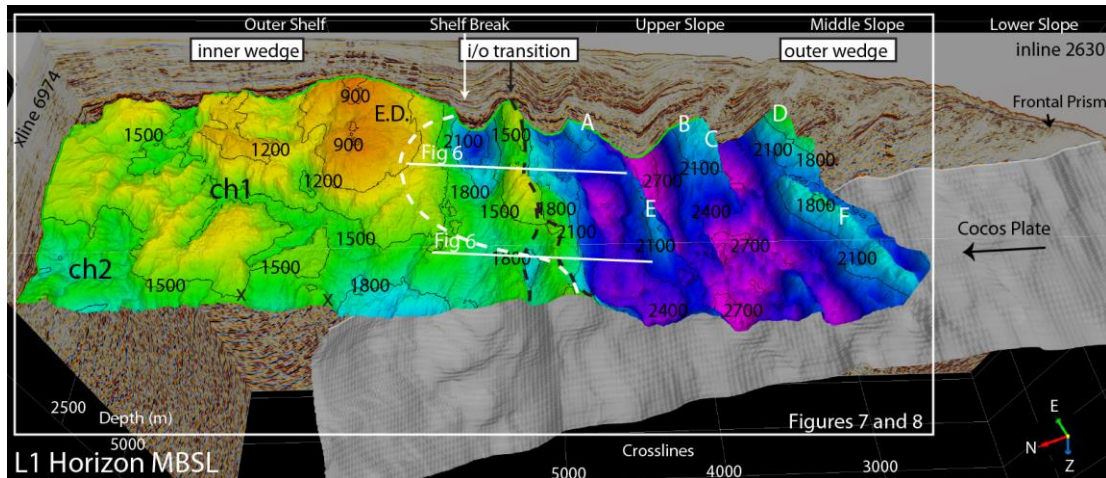 Outer Shelf Shelf Break Upper Slope Middle Slope Lower Slope
inner wedge i/o transition outer wedge inline 2630
xline 6974
Frontal Prism
900 E.D. 1500 A B C D
1500 1200 900 2100 2100 1800
Fig 6
1200 1800 2700 2100
ch1 1500 1800 E 2400 1800 F
1500 2100 2100 2700 2100
Fig 6
Cocos Plate
ch2 1500 1500 1800 1800
x x 2400 2700
2500
Depth (m)
5000
Figures 7 and 8
L1 Horizon MBSL
Crosslines
5000 4000 3000
E
N
Z